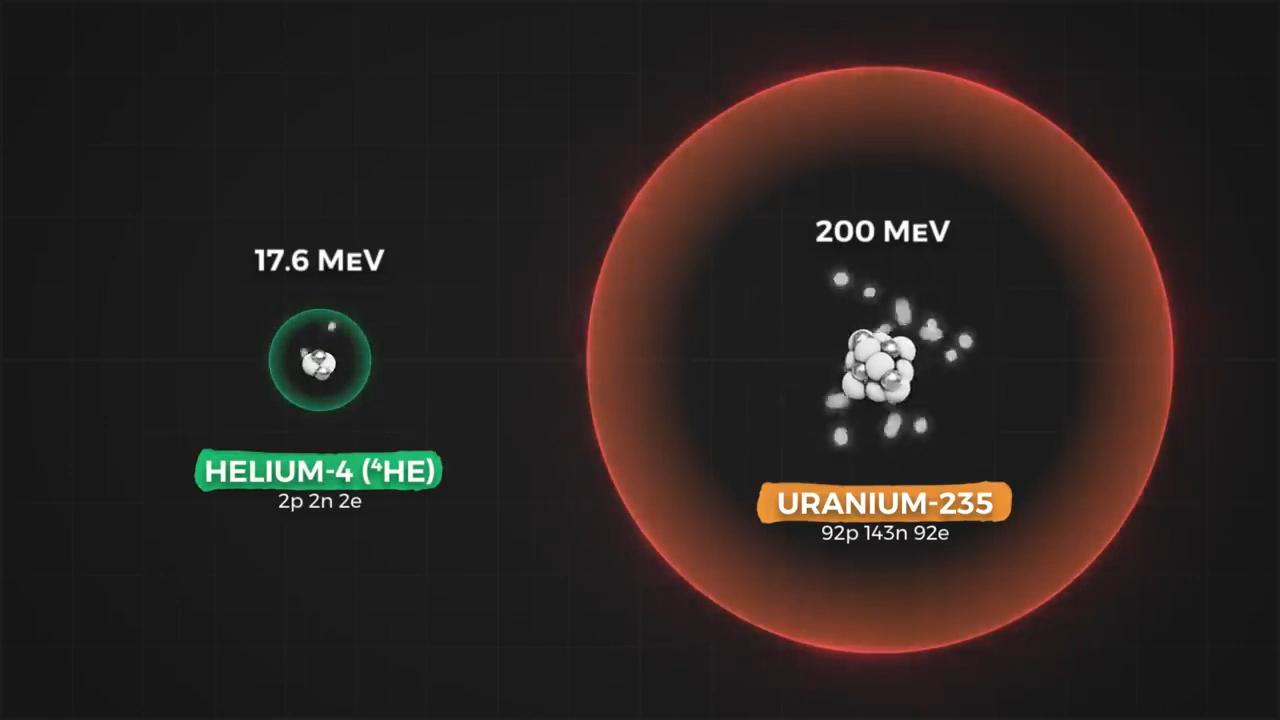 17.6 MeV
HELIUM-4 (⁴HE)
2p 2n 2e
200 MeV
URANIUM-235
92p 143n 92e